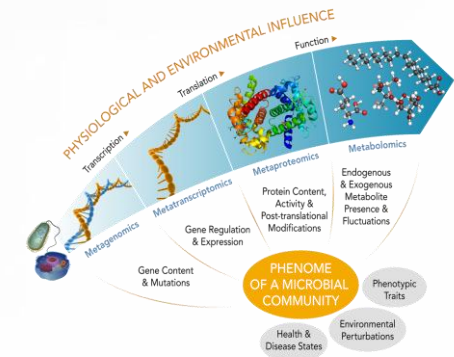 PHYSIOLOGICAL AND ENVIRONMENTAL INFLUENCE
Transcription
Translation
Function
Metagenomics
Metatranscriptomics
Metaproteomics
Metabolomics
Gene Content
& Mutations
Gene Regulation
& Expression
Protein Content,
Activity &
Post-translational
Modifications
Endogenous
& Exogenous
Metabolite
Presence &
Fluctuations
PHENOME
OF A MICROBIAL
COMMUNITY
Phenotypic
Traits
Environmental
Perturbations
Health &
Disease States